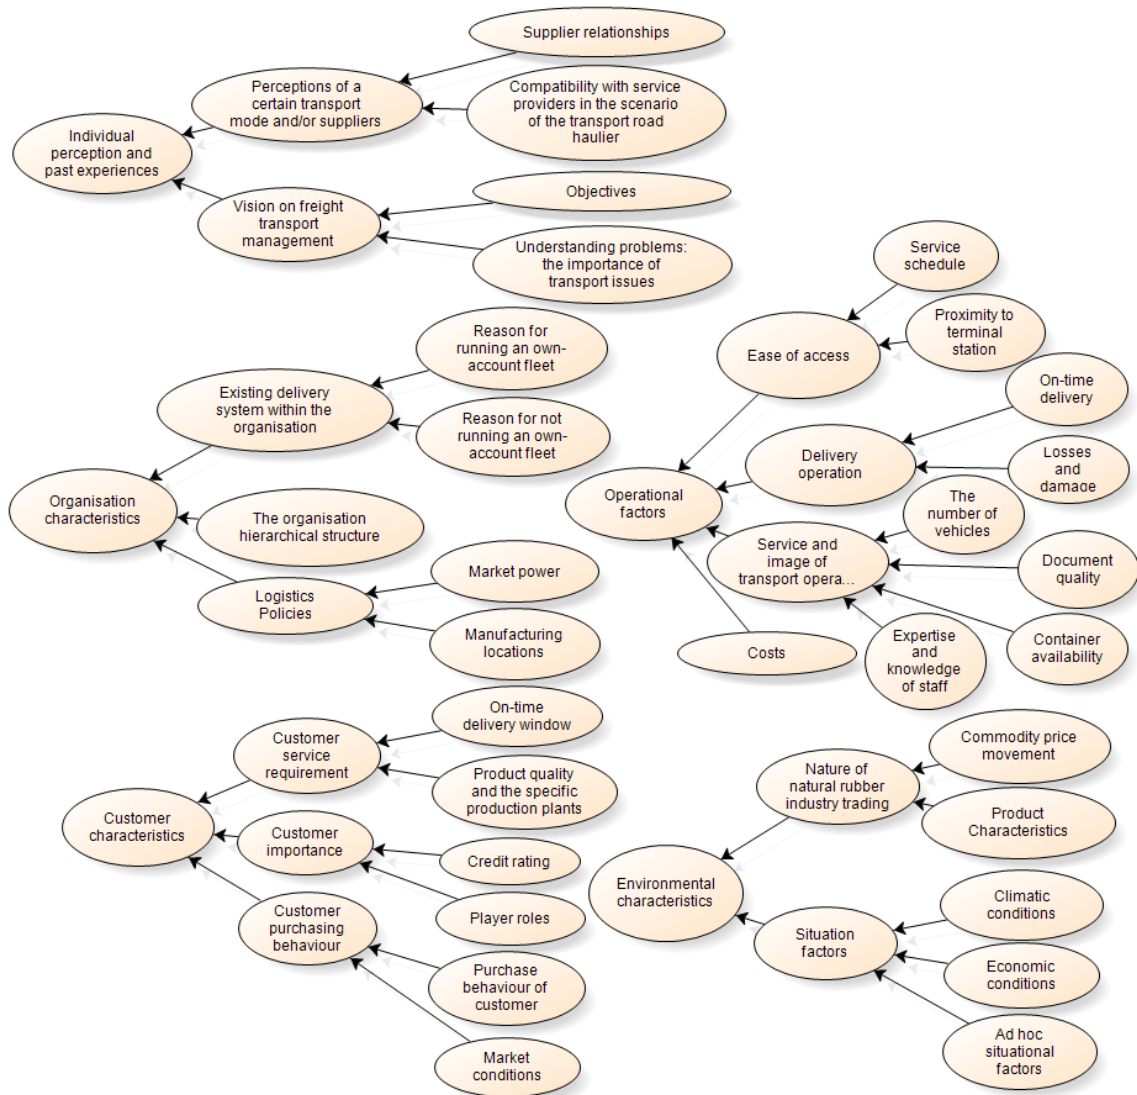 Supplier relationships
Perceptions of a
certain transport
mode and/or suppliers
Compatibility with service
providers in the scenario
of the transport road
haulier
Individual
perception and
past experiences
Vision on freight
transport
management
Objectives
Understanding problems:
the importance of
transport issues
Reason for
running an own-
account fleet
Existing delivery
system within the
organisation
Reason for not
running an own-
account fleet
Organisation
characteristics
The organisation
hierarchical structure
Logistics
Policies
Market power
Manufacturing
locations
On-time
delivery window
Customer
service
requirement
Product quality
and the specific
production plants
Customer
characteristics
Customer
importance
Credit rating
Player roles
Customer
purchasing
behaviour
Purchase
behaviour of
customer
Market
conditions
Service
schedule
Ease of access
Proximity to
terminal
station
On-time
delivery
Delivery
operation
Losses and
damage
Operational
factors
The
number of
vehicles
Service and
image of
transport opera...
Document
quality
Container
availability
Expertise
and
knowledge
of staff
Costs
Commodity price
movement
Nature of
natural rubber
industry trading
Product
Characteristics
Environmental
characteristics
Climatic
conditions
Situation
factors
Economic
conditions
Ad hoc
situational
factors